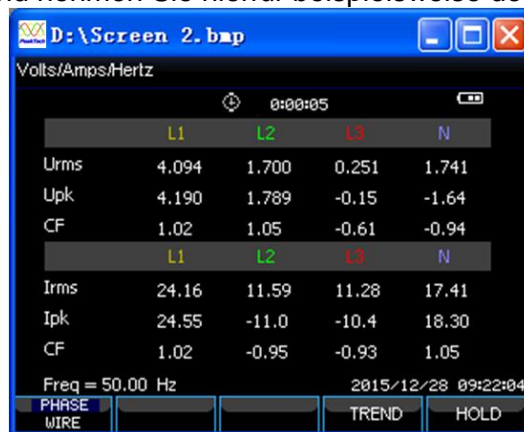 D:\Screen 2.bmp
Volts/Amps/Hertz
0:00:05
L1 L2 L3 N
Urms 4.094 1.700 0.251 1.741
Upk 4.190 1.789 -0.15 -1.64
CF 1.02 1.05 -0.61 -0.94
L1 L2 L3 N
Irms 24.16 11.59 11.28 17.41
Ipk 24.55 -11.0 -10.4 18.30
CF 1.02 -0.95 -0.93 1.05
Freq = 50.00 Hz 2015/12/28 09:22:04
PHASE WIRE TREND HOLD